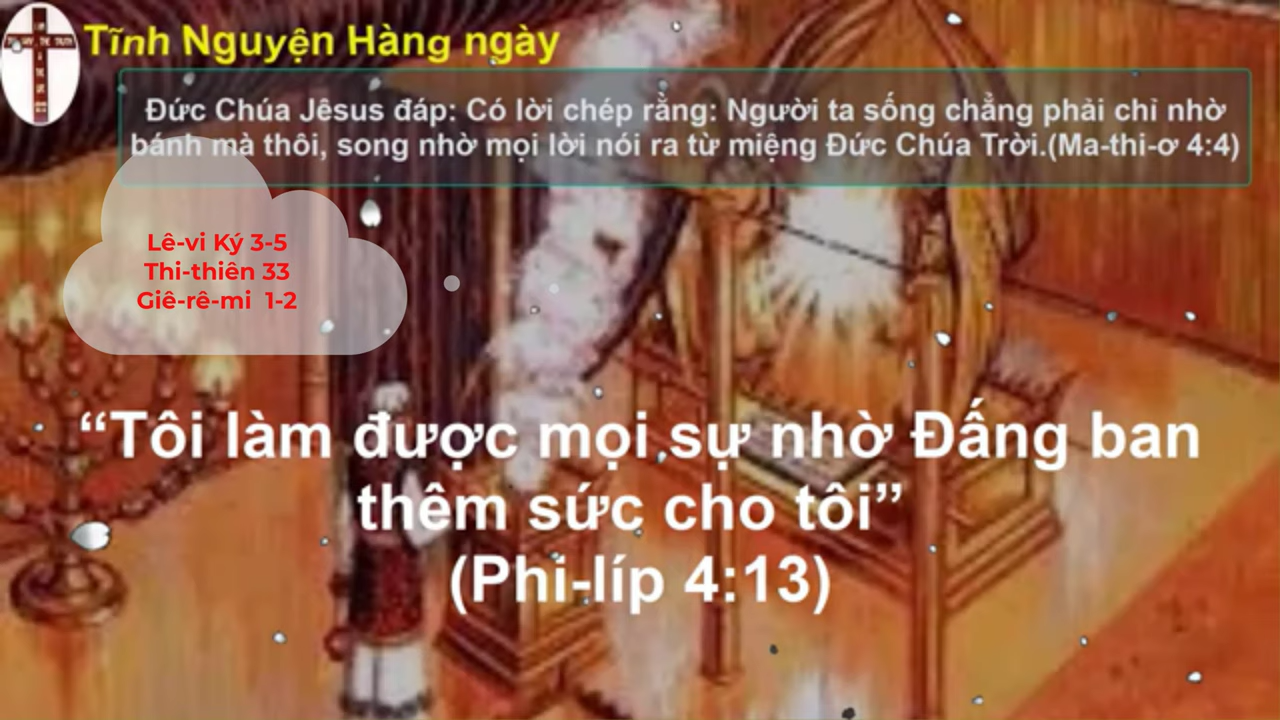 Tĩnh Nguyện Hàng ngày
Đức Chúa Jêsus đáp: Có lời chép rằng: Người ta sống chẳng phải chỉ nhờ
bánh mà thôi, song nhờ mọi lời nói ra từ miệng Đức Chúa Trời.(Ma-thi-ơ 4:4)
Lê-vi Ký 3-5
Thi-thiên 33
Giê-rê-mi 1-2
“Tôi làm được mọi sự nhờ Đấng ban
thêm sức cho tôi”
(Phi-líp 4:13)